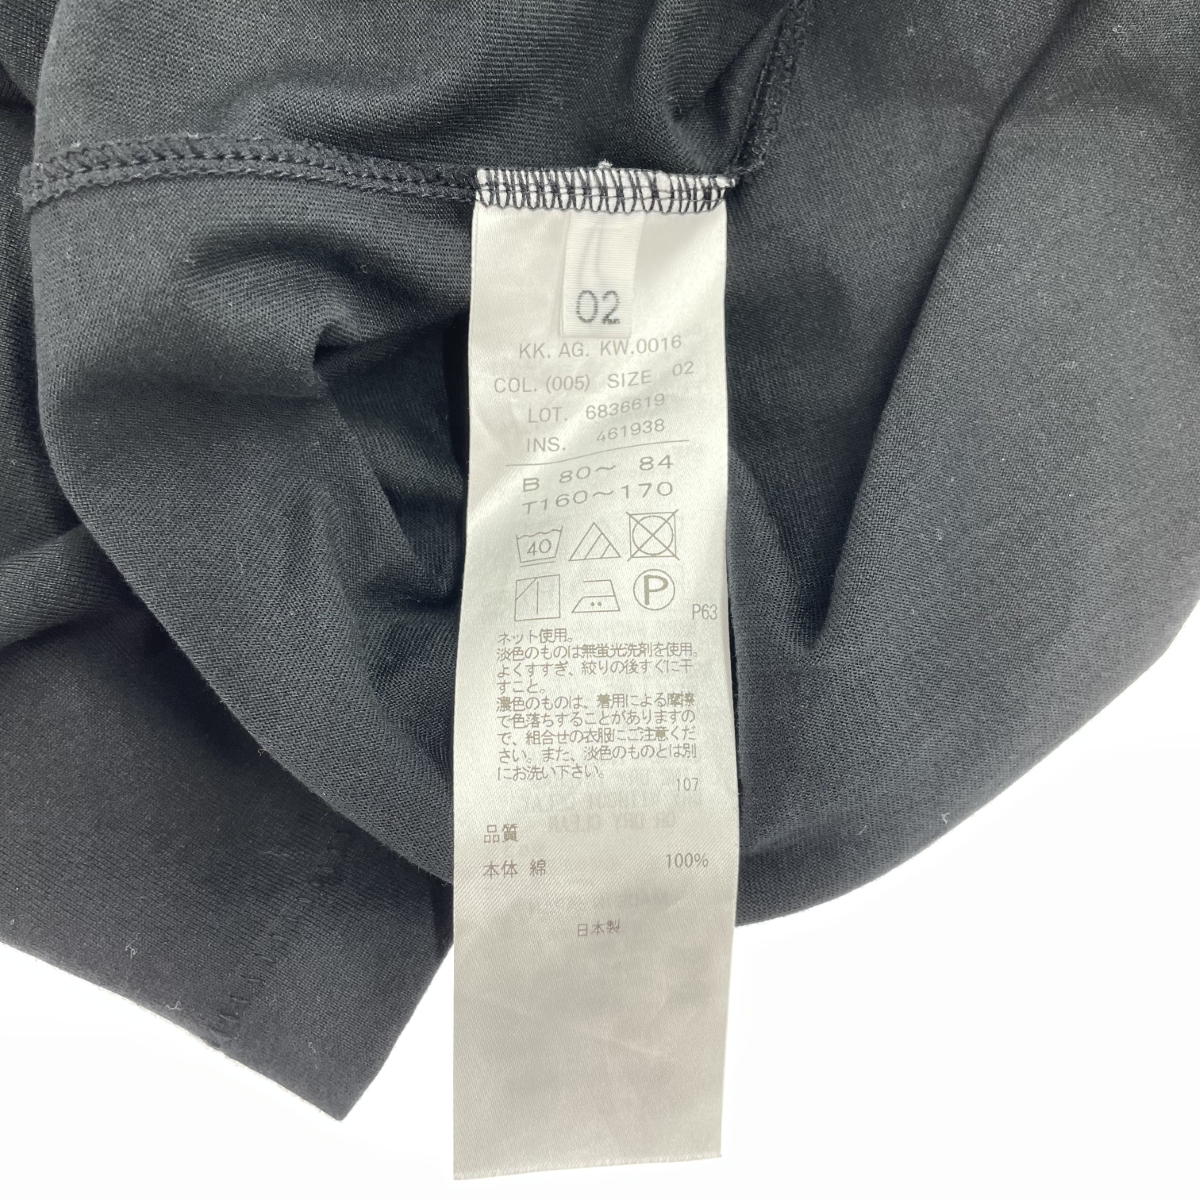 02
KK. AG. KW.0016
COL. (005) SIZE 02
LOT. 6836619
INS. 461938
B 80～ 84
T160～170
40
P
P63
ネット使用。
淡色のものは無蛍光洗剤を使用。
よくすすぎ、絞りの後すぐに干
すこと。
濃色のものは、着用による摩擦
で色落ちすることがありますの
で、組合せの衣服にご注意くだ
さい。また、淡色のものとは別
にお洗い下さい。
107
品質
本体 綿 100%
日本製